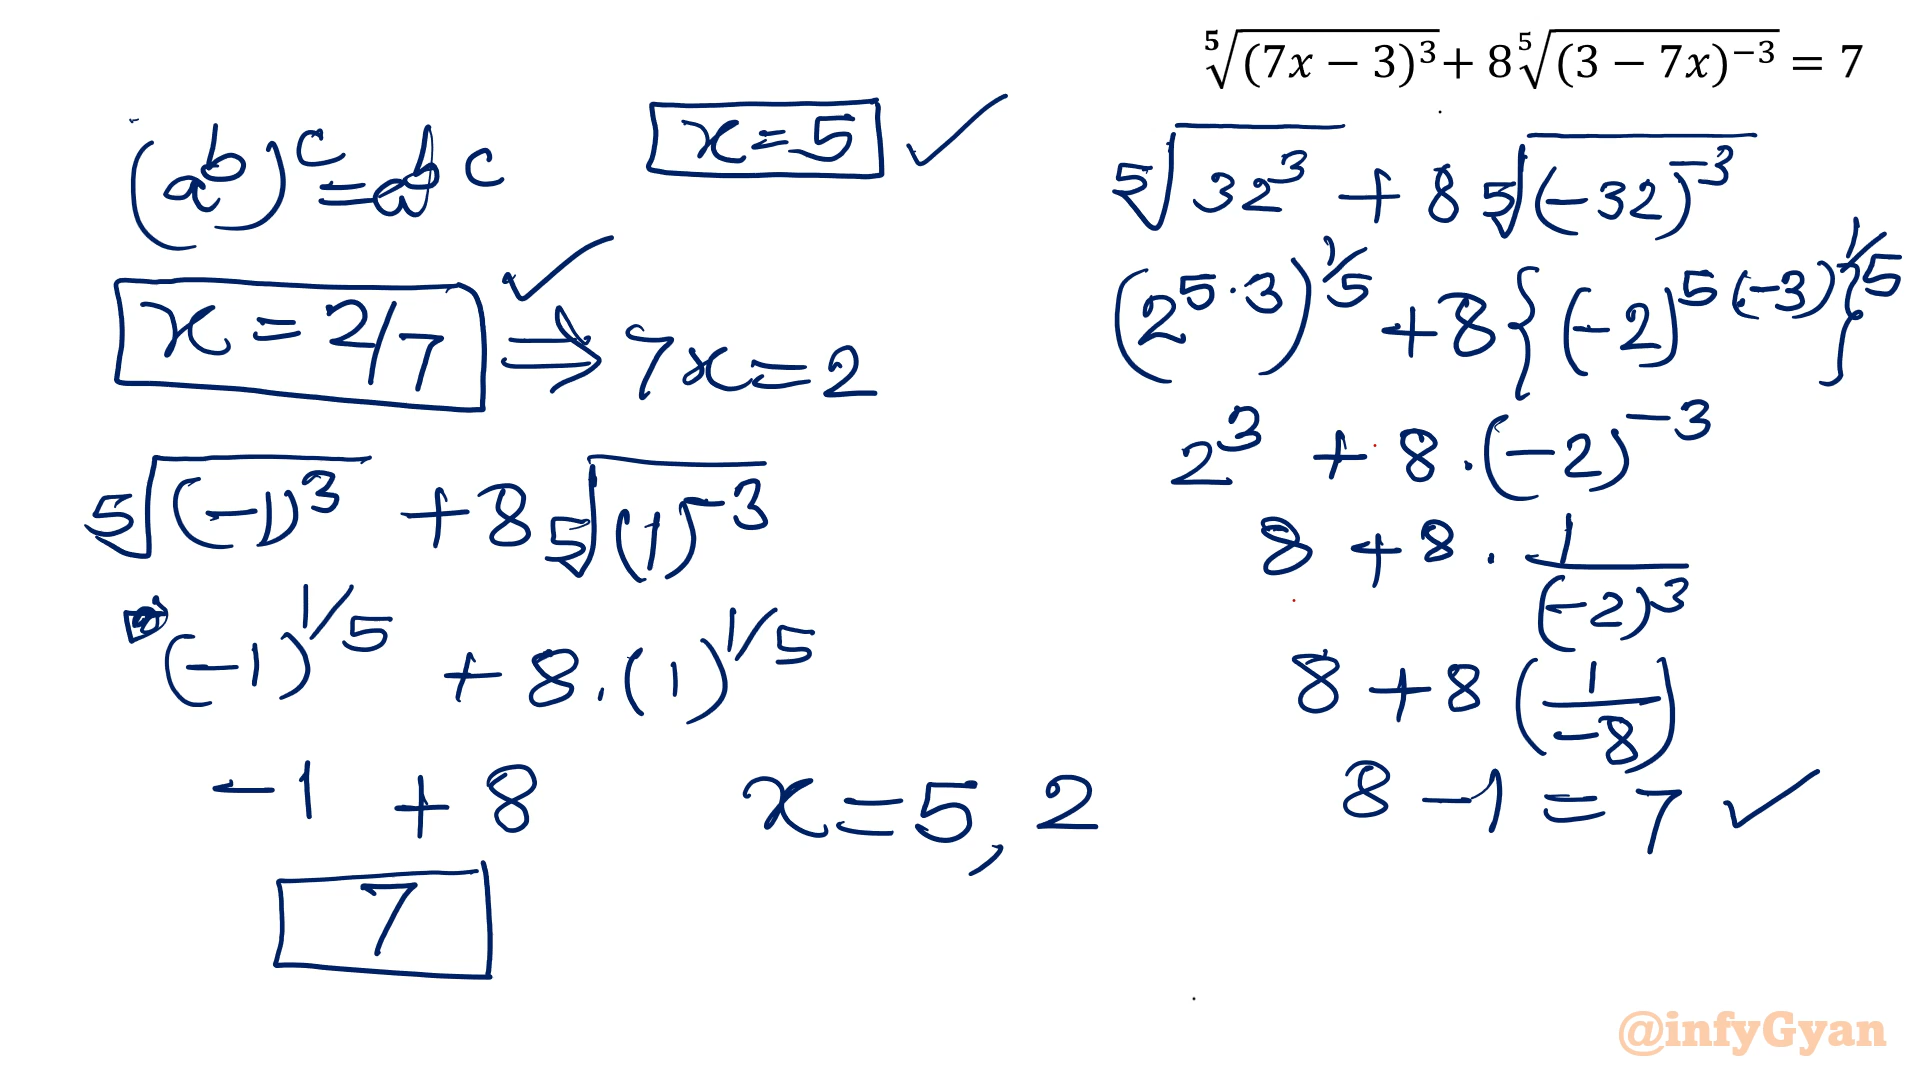 ⁵√(7x − 3)³ + 8 ⁵√(3 − 7x)⁻³ = 7
(a^b)^c = a^b c
x = 5 ✓
x = 2/7 ✓ ⇒ 7x = 2
⁵√(-1)³ + 8 ⁵√(1)⁻³
(-1)^1/5 + 8 . (1)^1/5
-1 + 8
7
x = 5, 2
⁵√32³ + 8 ⁵√(-32)⁻³
(2^5·3)^1/5 + 8{(-2)^5(-3)}^1/5
2³ + 8 . (-2)⁻³
8 + 8 . 1/(-2)³
8 + 8 (1/-8)
8 - 1 = 7 ✓
@infyGyan